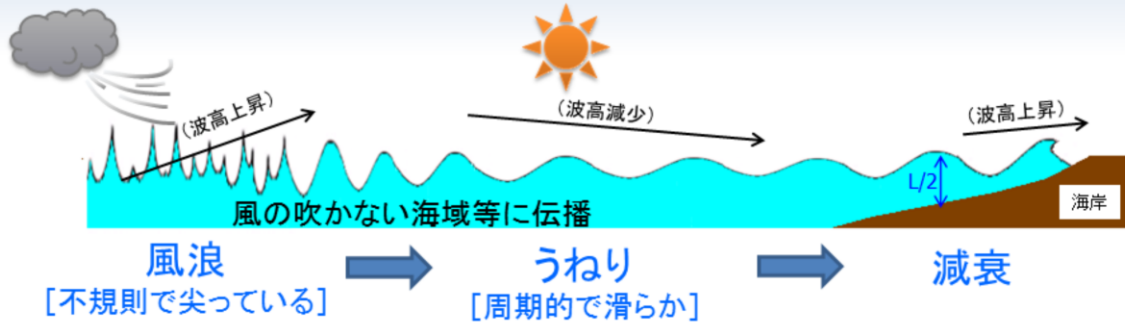 (波高上昇)
(波高減少)
(波高上昇)
L/2
海岸
風の吹かない海域等に伝播
風浪
[不規則で尖っている]
うねり
[周期的で滑らか]
減衰